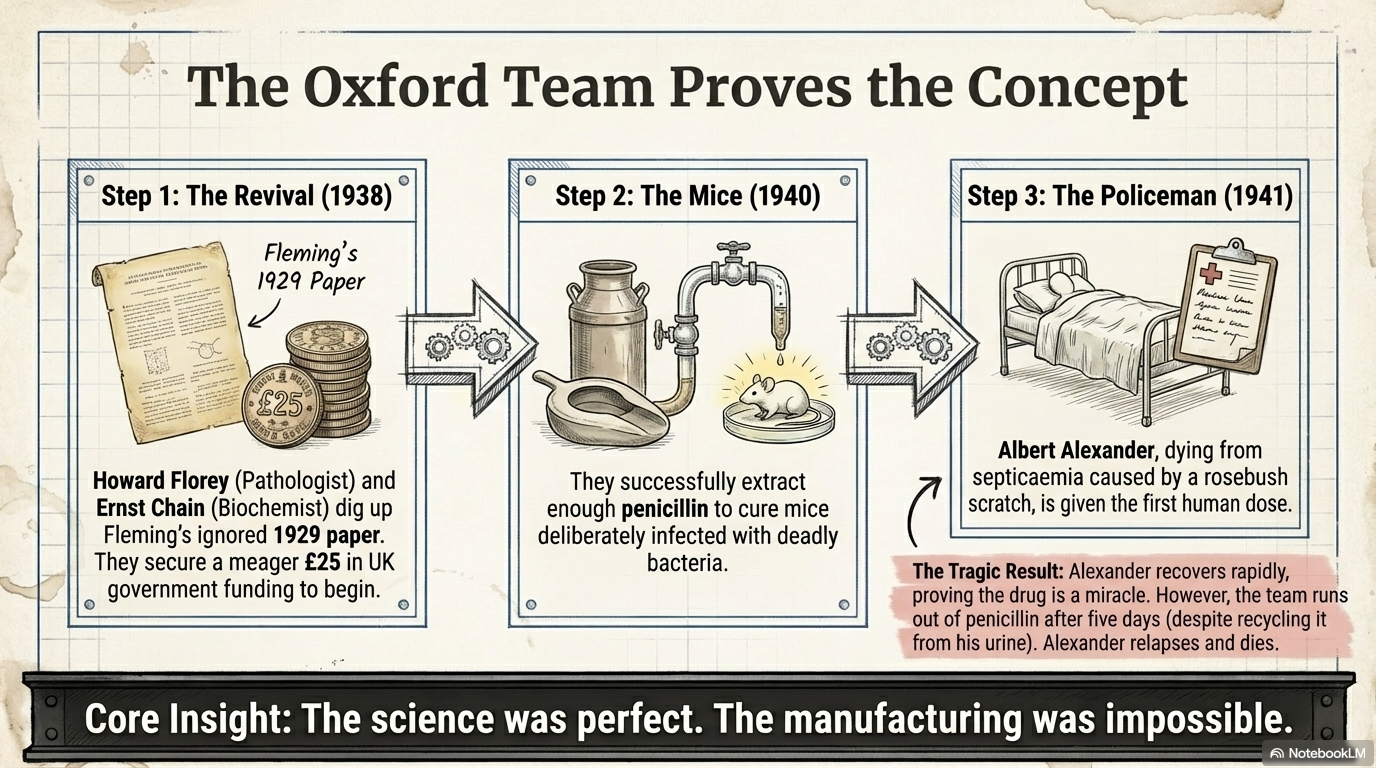 The Oxford Team Proves the Concept
Step 1: The Revival (1938)
Fleming's
1929 Paper
£25
Howard Florey (Pathologist) and
Ernst Chain (Biochemist) dig up
Fleming's ignored 1929 paper.
They secure a meager £25 in UK
government funding to begin.
Step 2: The Mice (1940)
They successfully extract
enough penicillin to cure mice
deliberately infected with deadly
bacteria.
Step 3: The Policeman (1941)
Albert Alexander, dying from
septicaemia caused by a rosebush
scratch, is given the first human dose.
The Tragic Result: Alexander recovers rapidly,
proving the drug is a miracle. However, the team runs
out of penicillin after five days (despite recycling it
from his urine). Alexander relapses and dies.
Core Insight: The science was perfect. The manufacturing was impossible.
NotebookLM